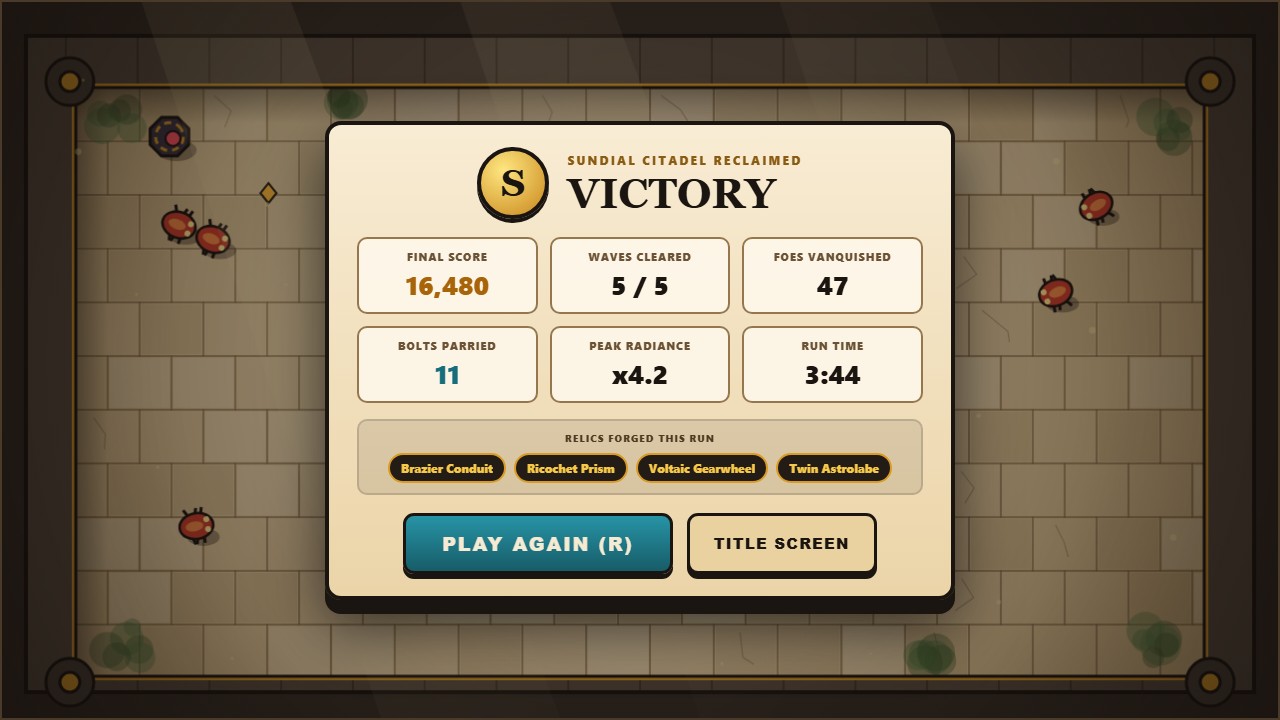 S
SUNDIAL CITADEL RECLAIMED
VICTORY
FINAL SCORE
16,480
WAVES CLEARED
5 / 5
FOES VANQUISHED
47
BOLTS PARRIED
11
PEAK RADIANCE
x4.2
RUN TIME
3:44
RELICS FORGED THIS RUN
Brazier Conduit
Ricochet Prism
Voltaic Gearwheel
Twin Astrolabe
PLAY AGAIN (R)
TITLE SCREEN